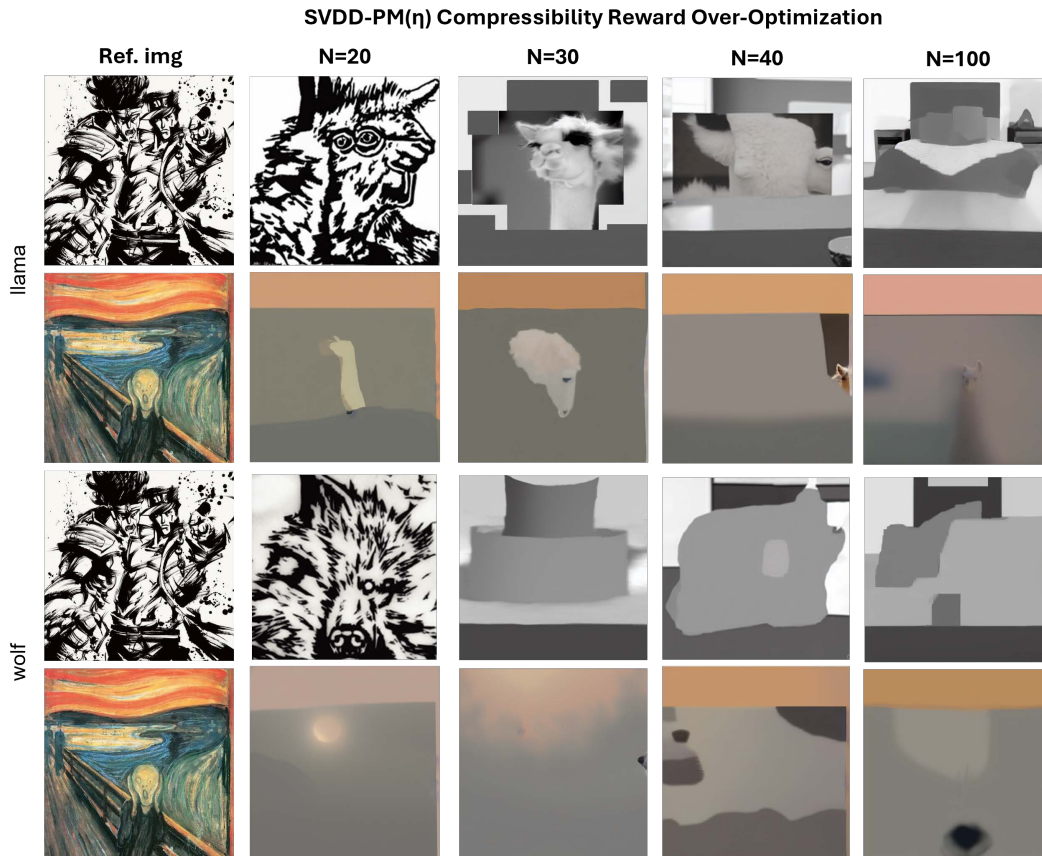 SVDD-PM(η) Compressibility Reward Over-Optimization
Ref. img N=20 N=30 N=40 N=100
llama
wolf